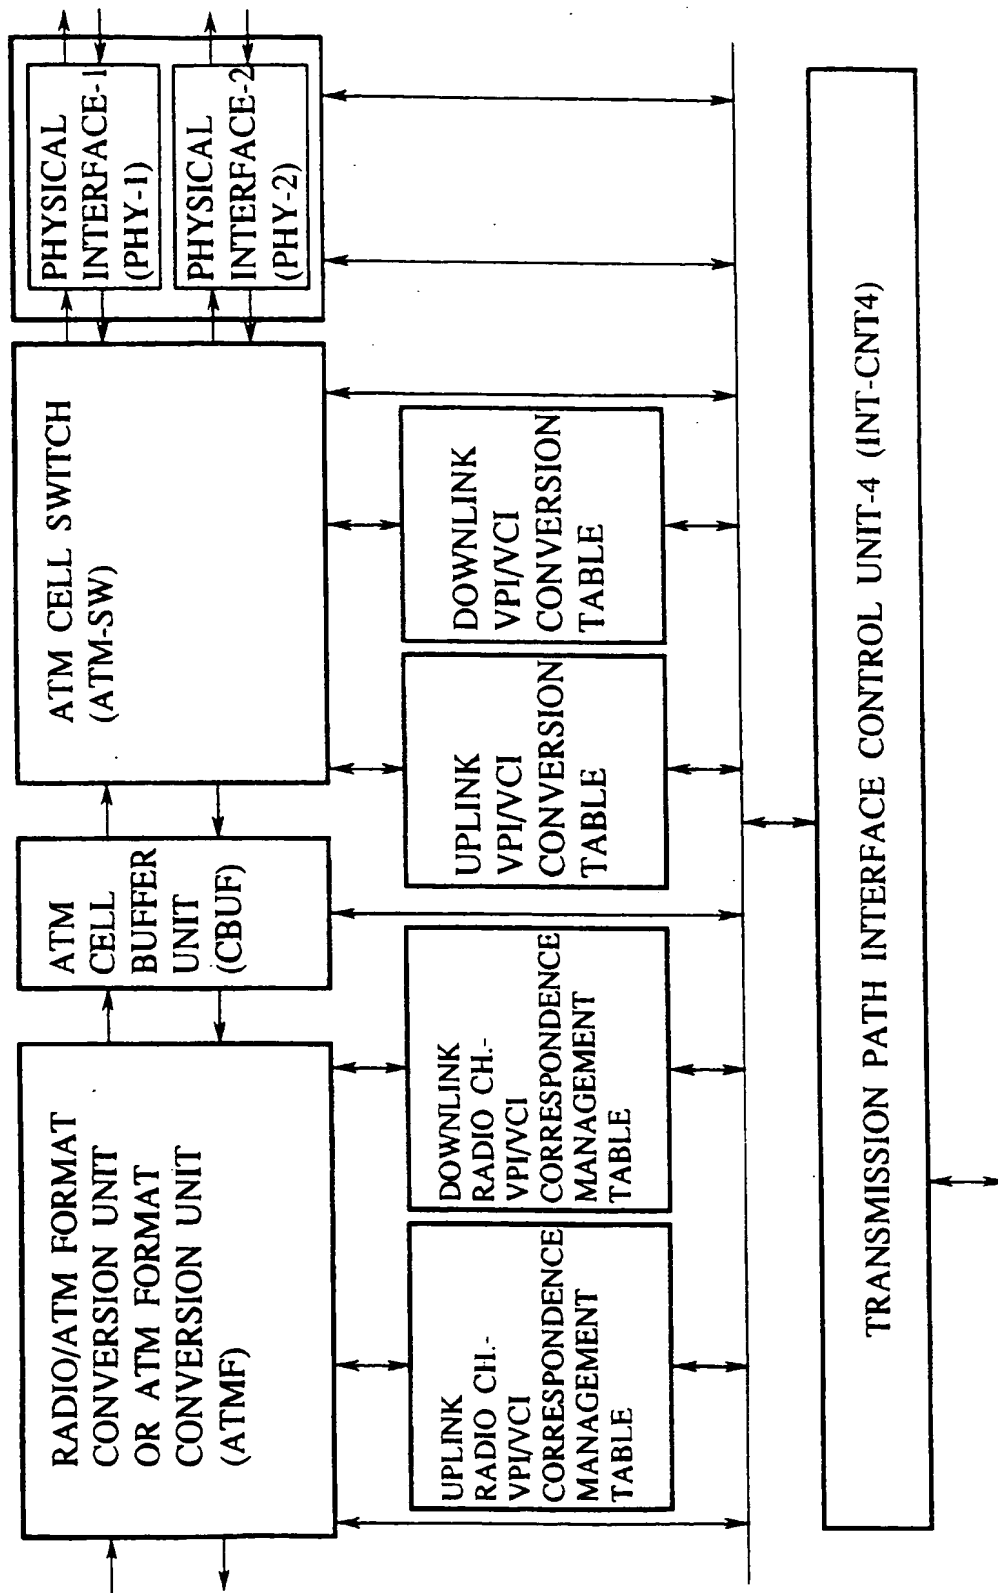 RADIO/ATM FORMAT
CONVERSION UNIT
OR ATM FORMAT
CONVERSION UNIT
(ATMF)
ATM
CELL
BUFFER
UNIT
(CBUF)
ATM CELL SWITCH
(ATM-SW)
PHYSICAL
INTERFACE-1
(PHY-1)
PHYSICAL
INTERFACE-2
(PHY-2)
UPLINK
RADIO CH.-
VPI/VCI
CORRESPONDENCE
MANAGEMENT
TABLE
DOWNLINK
RADIO CH.-
VPI/VCI
CORRESPONDENCE
MANAGEMENT
TABLE
UPLINK
VPI/VCI
CONVERSION
TABLE
DOWNLINK
VPI/VCI
CONVERSION
TABLE
TRANSMISSION PATH INTERFACE CONTROL UNIT-4 (INT-CNT4)